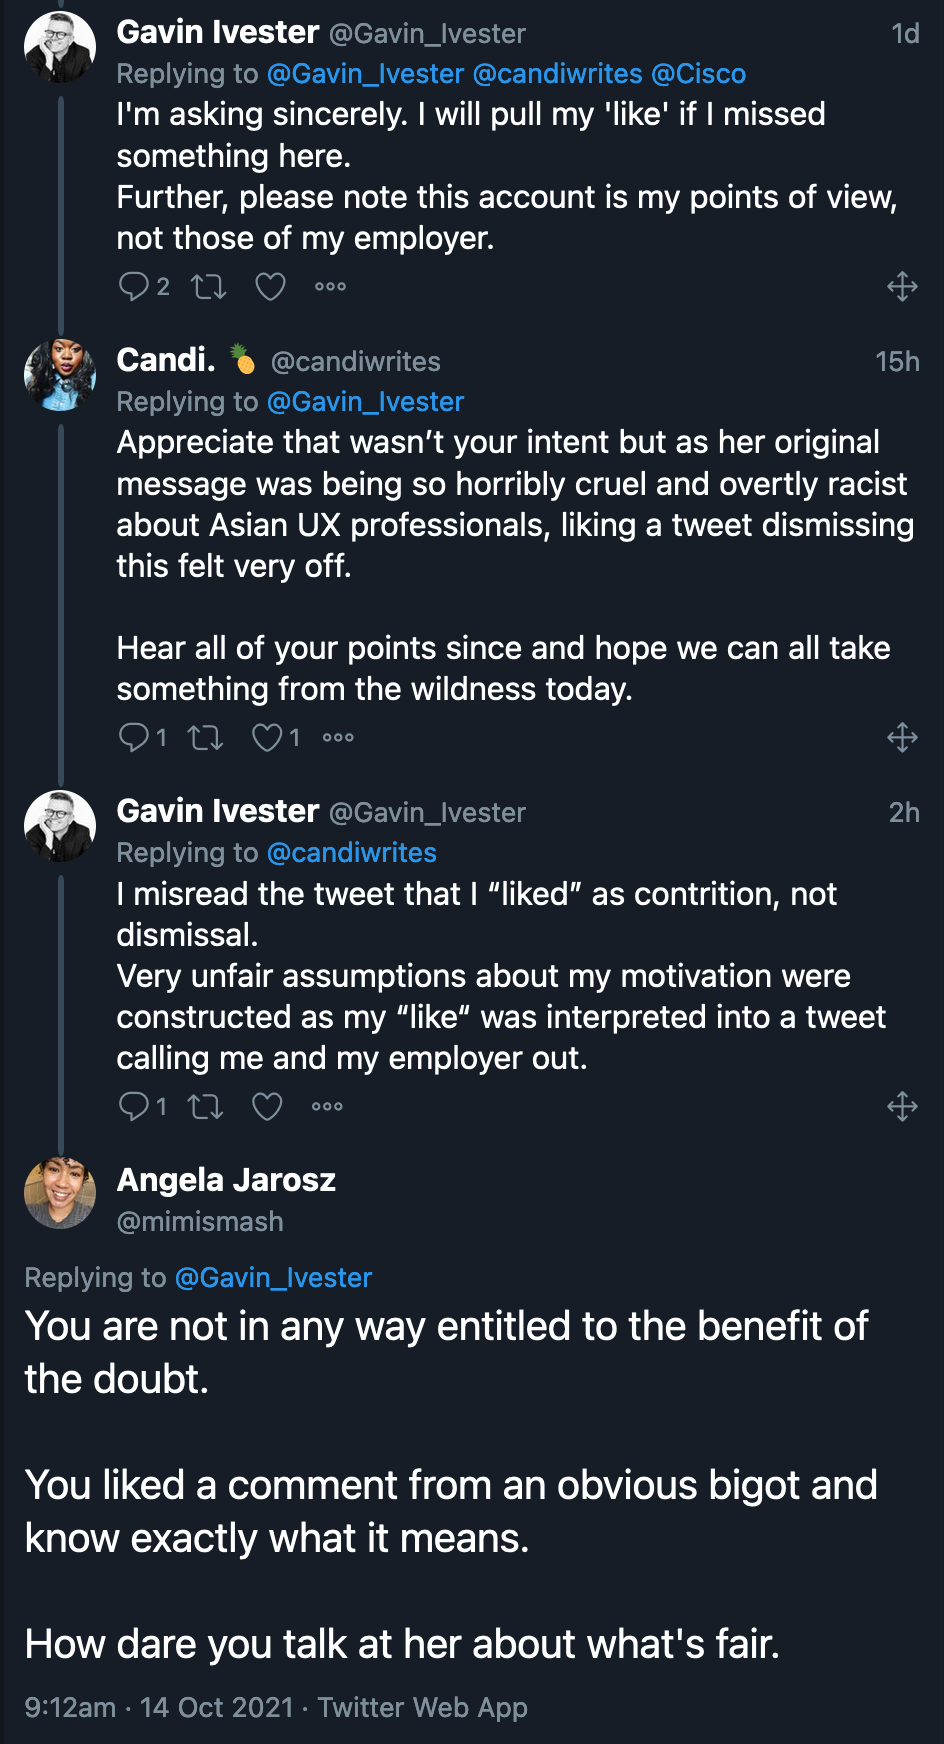 Gavin Ivester @Gavin_Ivester 1d
Replying to @Gavin_Ivester @candiwrites @Cisco
I'm asking sincerely. I will pull my 'like' if I missed
something here.
Further, please note this account is my points of view,
not those of my employer.
2
Candi. 🍍 @candiwrites 15h
Replying to @Gavin_Ivester
Appreciate that wasn’t your intent but as her original
message was being so horribly cruel and overtly racist
about Asian UX professionals, liking a tweet dismissing
this felt very off.
Hear all of your points since and hope we can all take
something from the wildness today.
1 1
Gavin Ivester @Gavin_Ivester 2h
Replying to @candiwrites
I misread the tweet that I “liked” as contrition, not
dismissal.
Very unfair assumptions about my motivation were
constructed as my “like“ was interpreted into a tweet
calling me and my employer out.
1
Angela Jarosz
@mimismash
Replying to @Gavin_Ivester
You are not in any way entitled to the benefit of
the doubt.
You liked a comment from an obvious bigot and
know exactly what it means.
How dare you talk at her about what's fair.
9:12am · 14 Oct 2021 · Twitter Web App